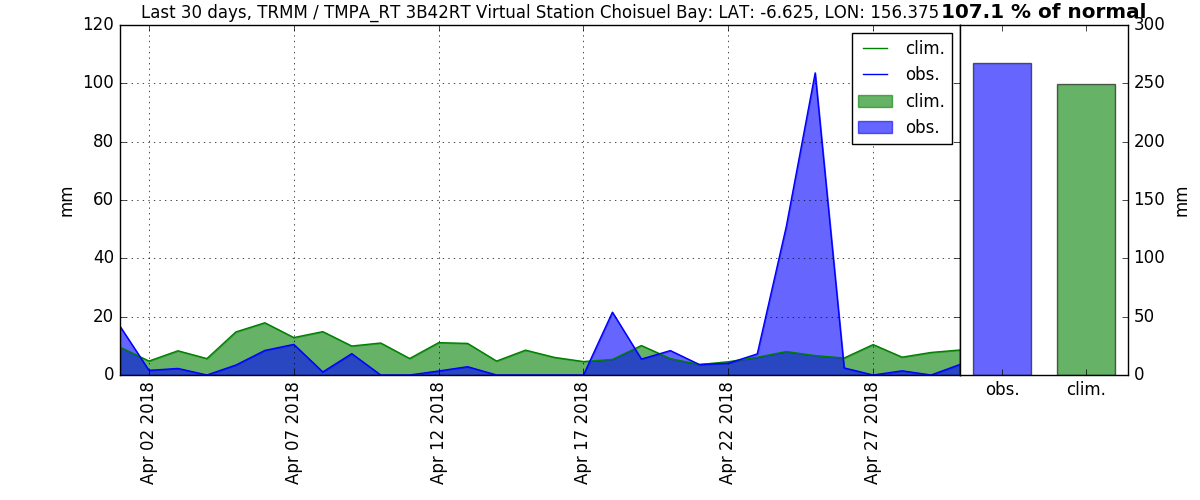 Last 30 days, TRMM / TMPA_RT 3B42RT Virtual Station Choisuel Bay: LAT: -6.625, LON: 156.375
107.1 % of normal
120
100
80
60
40
20
0
mm
clim.
obs.
clim.
obs.
300
250
200
150
100
50
0
mm
Apr 02 2018
Apr 07 2018
Apr 12 2018
Apr 17 2018
Apr 22 2018
Apr 27 2018
obs.
clim.